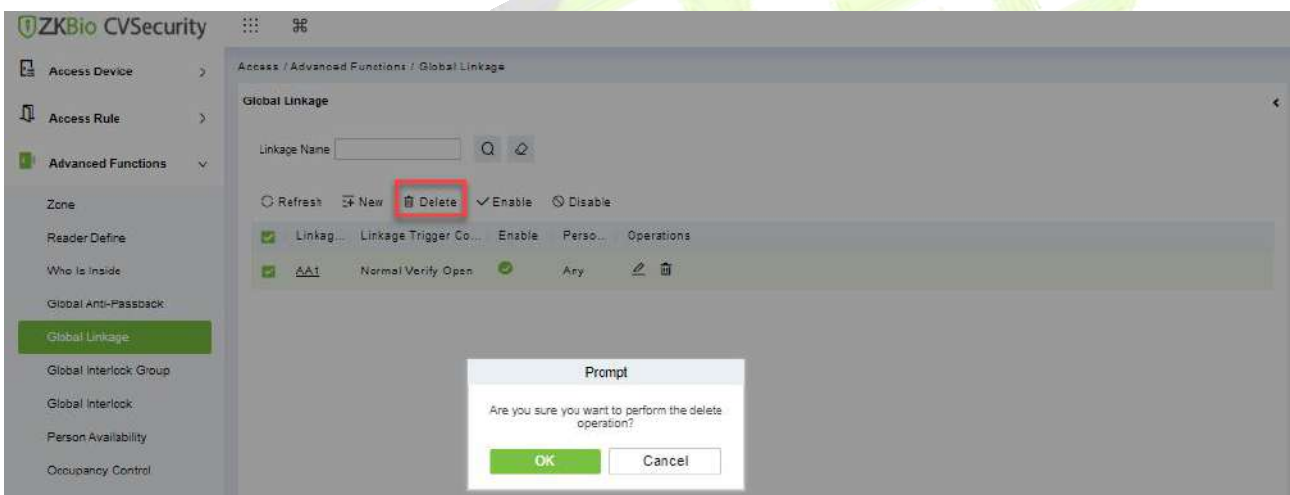 ZKBio CVSecurity
Access Device
Access Rule
Advanced Functions
Zone
Reader Define
Who Is Inside
Global Anti-Passback
Global Linkage
Global Interlock Group
Global Interlock
Person Availability
Occupancy Control
Access / Advanced Functions / Global Linkage
Global Linkage
Linkage Name
Refresh New Delete Enable Disable
Linkag... Linkage Trigger Co... Enable Perso... Operations
AA1 Normal Verify Open Any
Prompt
Are you sure you want to perform the delete
operation?
OK Cancel